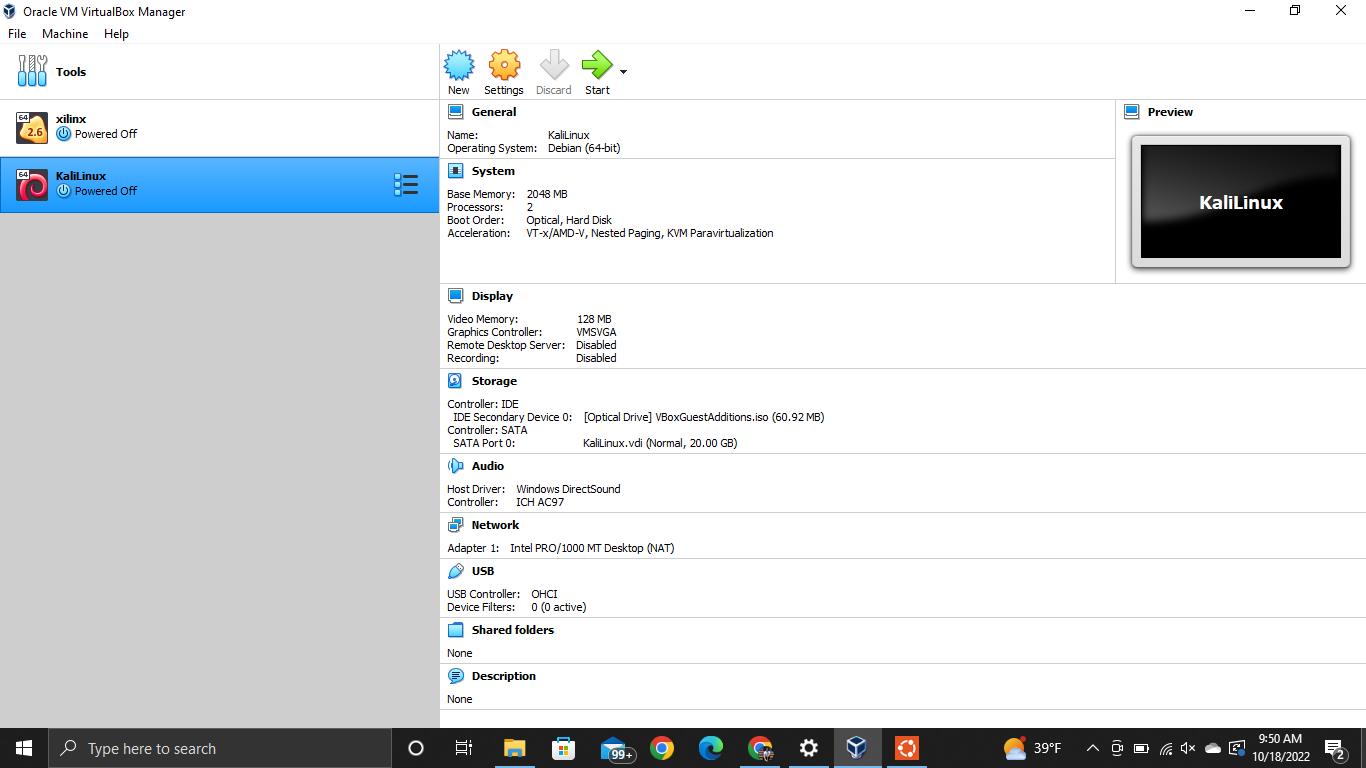 Oracle VM VirtualBox Manager
File Machine Help
Tools
New Settings Discard Start
64 2.6 xilinx
Powered Off
64 KaliLinux
Powered Off
General
Name: KaliLinux
Operating System: Debian (64-bit)
System
Base Memory: 2048 MB
Processors: 2
Boot Order: Optical, Hard Disk
Acceleration: VT-x/AMD-V, Nested Paging, KVM Paravirtualization
Preview
KaliLinux
Display
Video Memory: 128 MB
Graphics Controller: VMSVGA
Remote Desktop Server: Disabled
Recording: Disabled
Storage
Controller: IDE
IDE Secondary Device 0: [Optical Drive] VBoxGuestAdditions.iso (60.92 MB)
Controller: SATA
SATA Port 0: KaliLinux.vdi (Normal, 20.00 GB)
Audio
Host Driver: Windows DirectSound
Controller: ICH AC97
Network
Adapter 1: Intel PRO/1000 MT Desktop (NAT)
USB
USB Controller: OHCI
Device Filters: 0 (0 active)
Shared folders
None
Description
None
Type here to search
99+
39°F
9:50 AM
10/18/2022
2